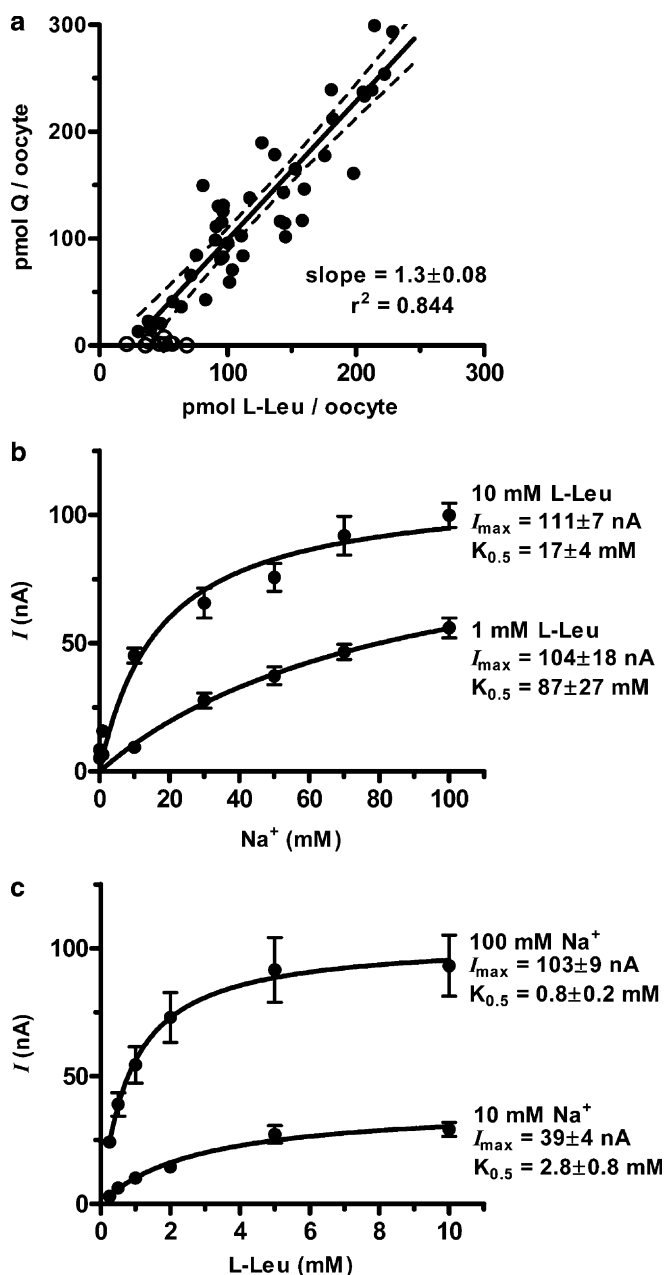 a
300
200
100
0
pmol Q / oocyte
slope = 1.3±0.08
r² = 0.844
0
100
200
300
pmol L-Leu / oocyte
b
100
50
0
I (nA)
10 mM L-Leu
Imax = 111±7 nA
K0.5 = 17±4 mM
1 mM L-Leu
Imax = 104±18 nA
K0.5 = 87±27 mM
0
20
40
60
80
100
Na⁺ (mM)
c
100
50
0
I (nA)
100 mM Na⁺
Imax = 103±9 nA
K0.5 = 0.8±0.2 mM
10 mM Na⁺
Imax = 39±4 nA
K0.5 = 2.8±0.8 mM
0
2
4
6
8
10
L-Leu (mM)